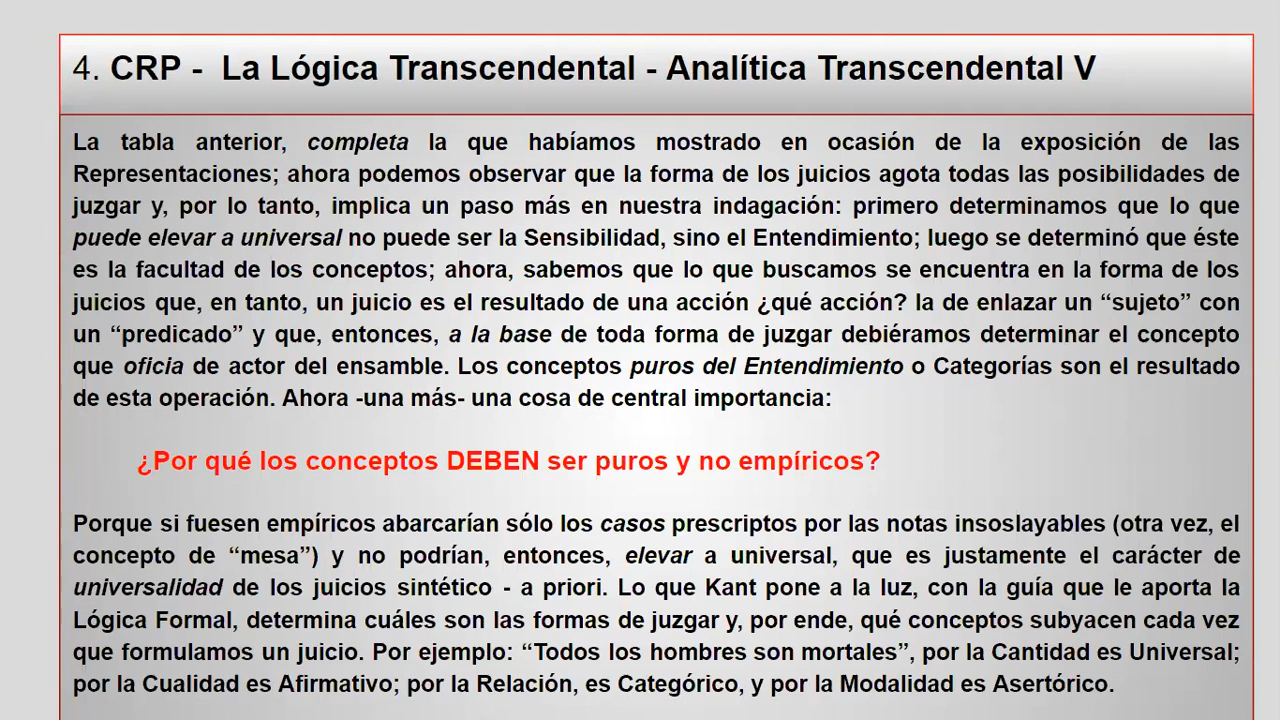 4. CRP - La Lógica Transcendental - Analítica Transcendental V
La tabla anterior, completa la que habíamos mostrado en ocasión de la exposición de las
Representaciones; ahora podemos observar que la forma de los juicios agota todas las posibilidades de
juzgar y, por lo tanto, implica un paso más en nuestra indagación: primero determinamos que lo que
puede elevar a universal no puede ser la Sensibilidad, sino el Entendimiento; luego se determinó que éste
es la facultad de los conceptos; ahora, sabemos que lo que buscamos se encuentra en la forma de los
juicios que, en tanto, un juicio es el resultado de una acción ¿qué acción? la de enlazar un “sujeto” con
un “predicado” y que, entonces, a la base de toda forma de juzgar debiéramos determinar el concepto
que oficia de actor del ensamble. Los conceptos puros del Entendimiento o Categorías son el resultado
de esta operación. Ahora -una más- una cosa de central importancia:
¿Por qué los conceptos DEBEN ser puros y no empíricos?
Porque si fuesen empíricos abarcarían sólo los casos prescriptos por las notas insoslayables (otra vez, el
concepto de “mesa”) y no podrían, entonces, elevar a universal, que es justamente el carácter de
universalidad de los juicios sintético - a priori. Lo que Kant pone a la luz, con la guía que le aporta la
Lógica Formal, determina cuáles son las formas de juzgar y, por ende, qué conceptos subyacen cada vez
que formulamos un juicio. Por ejemplo: “Todos los hombres son mortales”, por la Cantidad es Universal;
por la Cualidad es Afirmativo; por la Relación, es Categórico, y por la Modalidad es Asertórico.